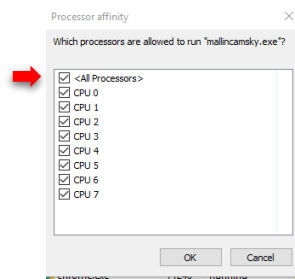 Processor affinity
Which processors are allowed to run "mallincamsky.exe"?
<All Processors>
CPU 0
CPU 1
CPU 2
CPU 3
CPU 4
CPU 5
CPU 6
CPU 7
OK Cancel